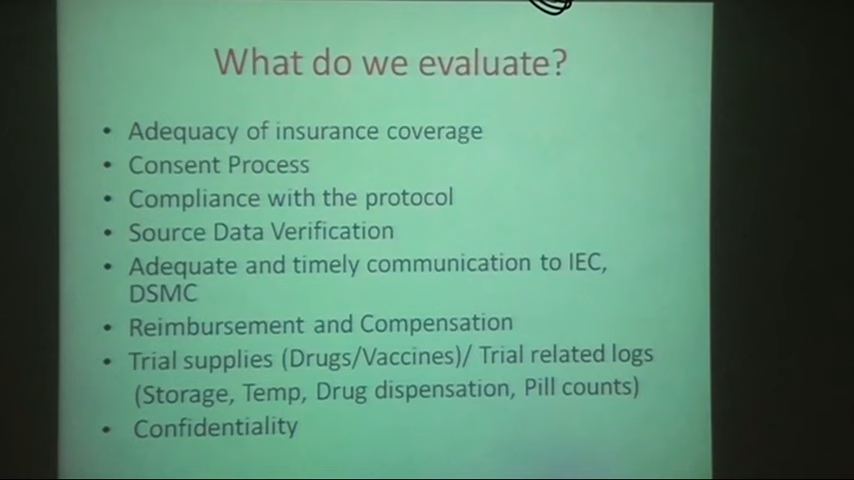 What do we evaluate?
• Adequacy of insurance coverage
• Consent Process
• Compliance with the protocol
• Source Data Verification
• Adequate and timely communication to IEC,
DSMC
• Reimbursement and Compensation
• Trial supplies (Drugs/Vaccines)/ Trial related logs
(Storage, Temp, Drug dispensation, Pill counts)
• Confidentiality